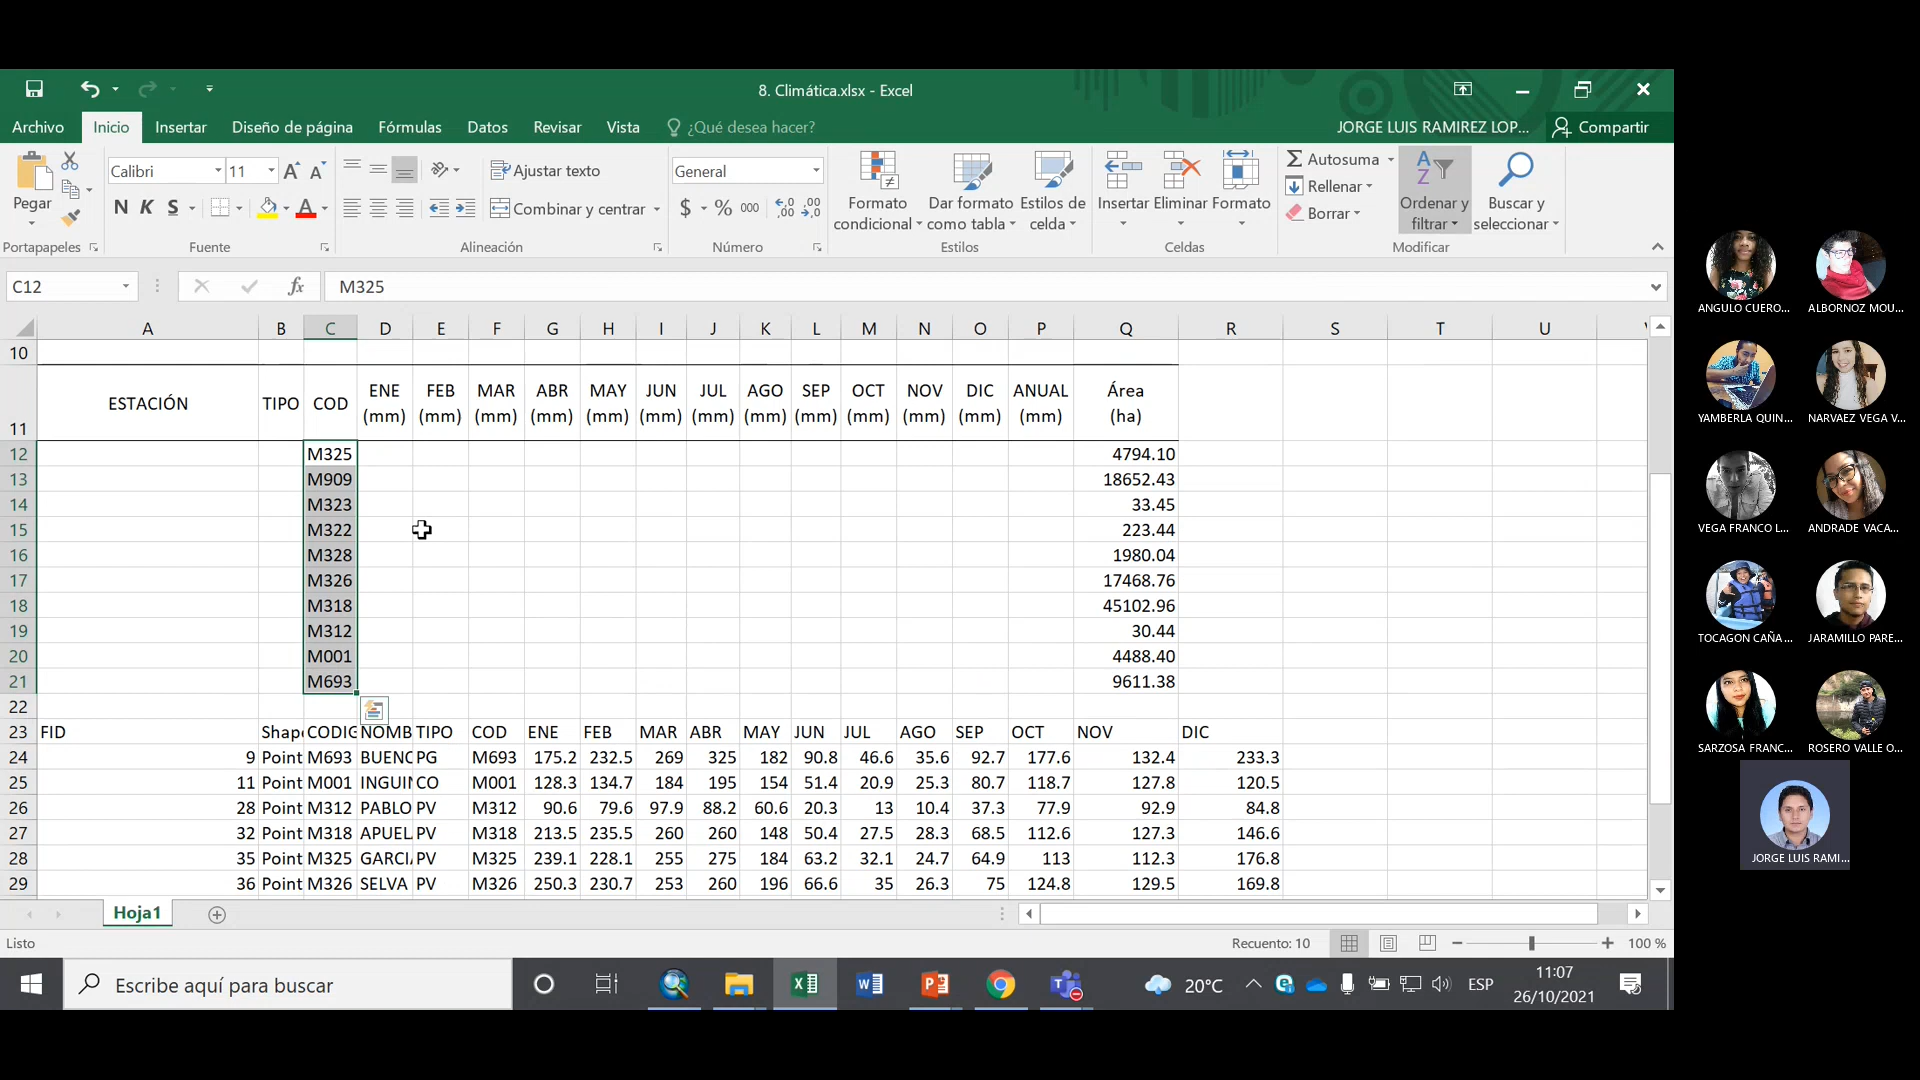 8. Climática.xlsx - Excel
Archivo Inicio Insertar Diseño de página Fórmulas Datos Revisar Vista ¿Qué desea hacer? JORGE LUIS RAMIREZ LOP... Compartir
Pegar Calibri 11 Ajustar texto General Autosuma
N K S Combinar y centrar $ % 000 Rellenar
Formato condicional Dar formato como tabla Estilos de celda Insertar Eliminar Formato Borrar Ordenar y filtrar Buscar y seleccionar
Portapapeles Fuente Alineación Número Estilos Celdas Modificar
C12 fx M325
A B C D E F G H I J K L M N O P Q R S T U
10
11 ESTACIÓN TIPO COD ENE (mm) FEB (mm) MAR (mm) ABR (mm) MAY (mm) JUN (mm) JUL (mm) AGO (mm) SEP (mm) OCT (mm) NOV (mm) DIC (mm) ANUAL (mm) Área (ha)
12 M325 4794.10
13 M909 18652.43
14 M323 33.45
15 M322 223.44
16 M328 1980.04
17 M326 17468.76
18 M318 45102.96
19 M312 30.44
20 M001 4488.40
21 M693 9611.38
22
23 FID Shap CODIG NOMB TIPO COD ENE FEB MAR ABR MAY JUN JUL AGO SEP OCT NOV DIC
24 9 Point M693 BUENC PG M693 175.2 232.5 269 325 182 90.8 46.6 35.6 92.7 177.6 132.4 233.3
25 11 Point M001 INGUIN CO M001 128.3 134.7 184 195 154 51.4 20.9 25.3 80.7 118.7 127.8 120.5
26 28 Point M312 PABLO PV M312 90.6 79.6 97.9 88.2 60.6 20.3 13 10.4 37.3 77.9 92.9 84.8
27 32 Point M318 APUEL PV M318 213.5 235.5 260 260 148 50.4 27.5 28.3 68.5 112.6 127.3 146.6
28 35 Point M325 GARCI PV M325 239.1 228.1 255 275 184 63.2 32.1 24.7 64.9 113 112.3 176.8
29 36 Point M326 SELVA PV M326 250.3 230.7 253 260 196 66.6 35 26.3 75 124.8 129.5 169.8
Hoja1
Listo Recuento: 10 100 %
Escribe aquí para buscar 20°C ESP 11:07
26/10/2021
ANGULO CUERO... ALBORNOZ MOU...
YAMBERLA QUIN... NARVAEZ VEGA V...
VEGA FRANCO L... ANDRADE VACA...
TOCAGON CAÑA... JARAMILLO PARE...
SARZOSA FRANC... ROSERO VALLE O...
JORGE LUIS RAMI...